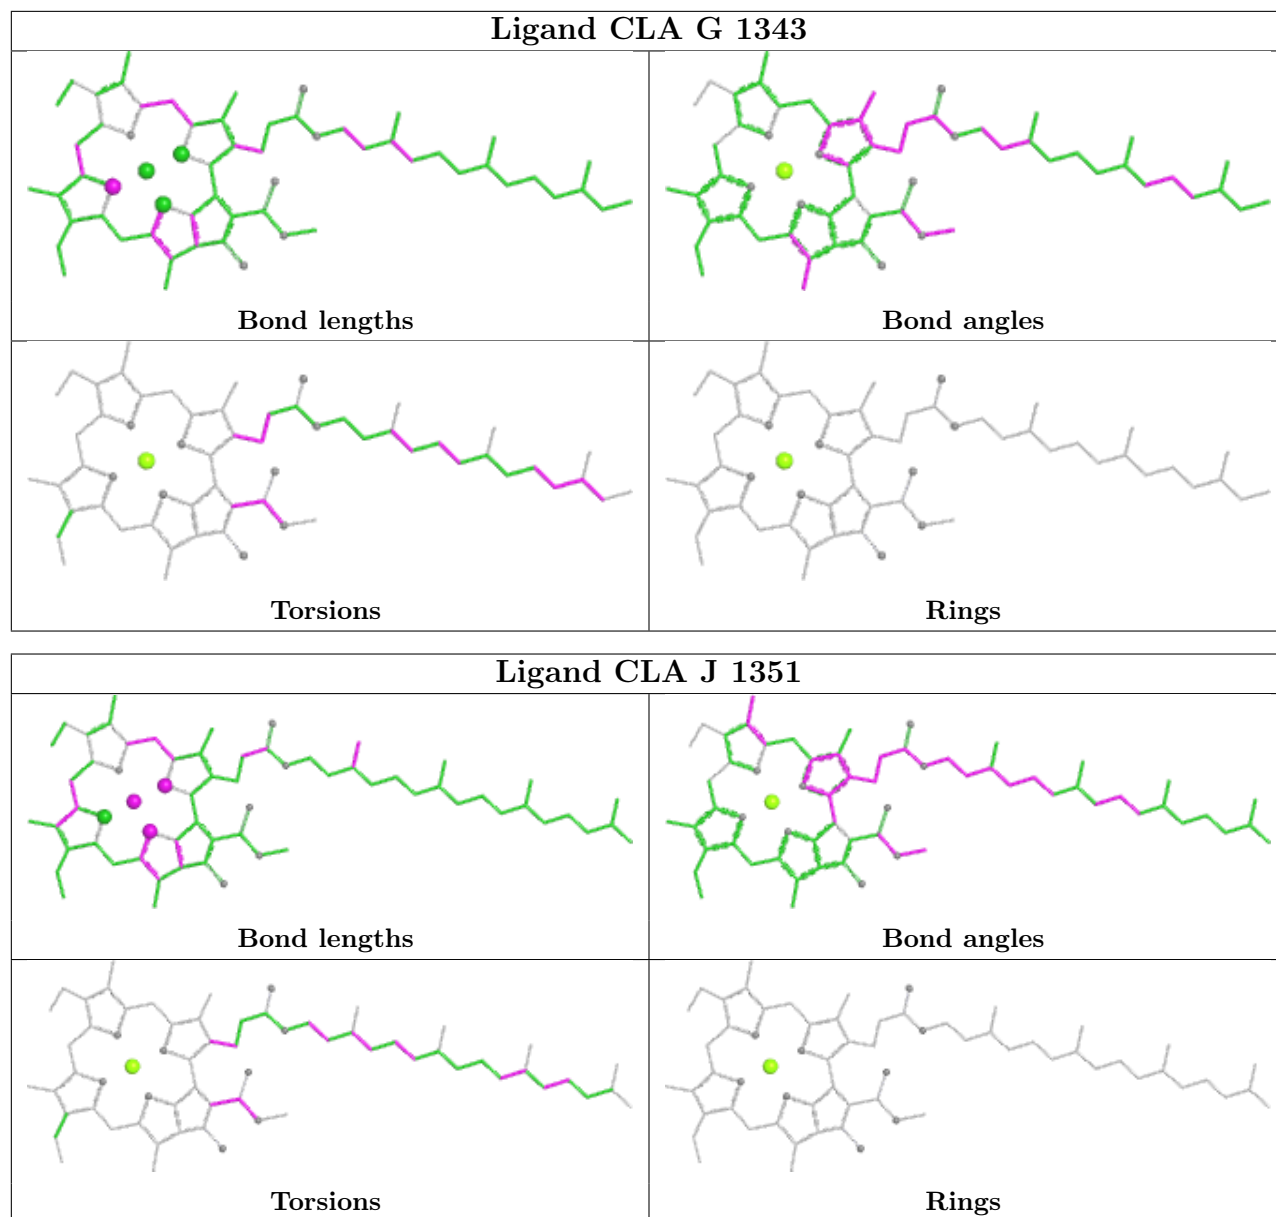 Ligand CLA G 1343
Bond lengths
Bond angles
Torsions
Rings
Ligand CLA J 1351
Bond lengths
Bond angles
Torsions
Rings